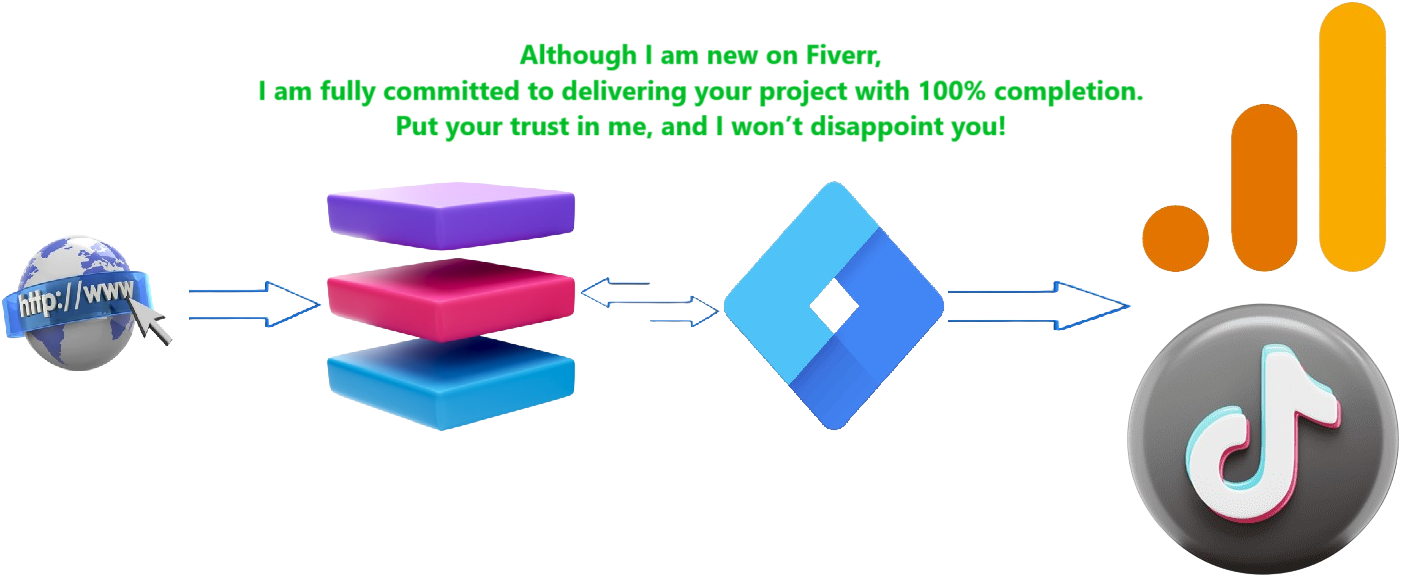 Although I am new on Fiverr,
I am fully committed to delivering your project with 100% completion.
Put your trust in me, and I won’t disappoint you!
http://www